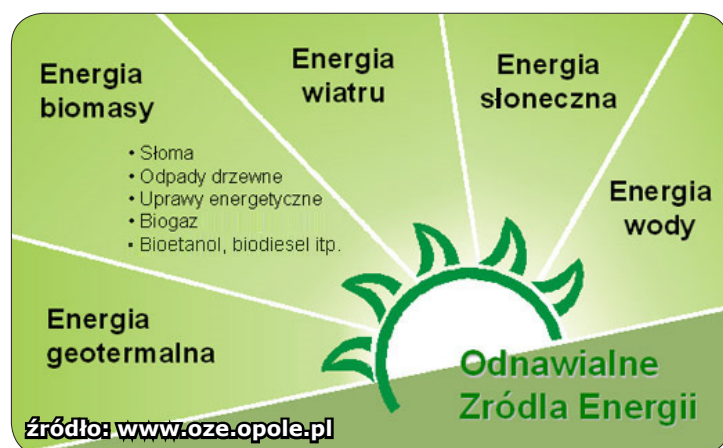 Energia
biomasy
• Słoma
• Odpady drzewne
• Uprawy energetyczne
• Biogaz
• Bioetanol, biodiesel itp.
Energia
wiatru
Energia
słoneczna
Energia
wody
Energia
geotermalna
Odnawialne
Zródla Energii
źródło: www.oze.opole.pl